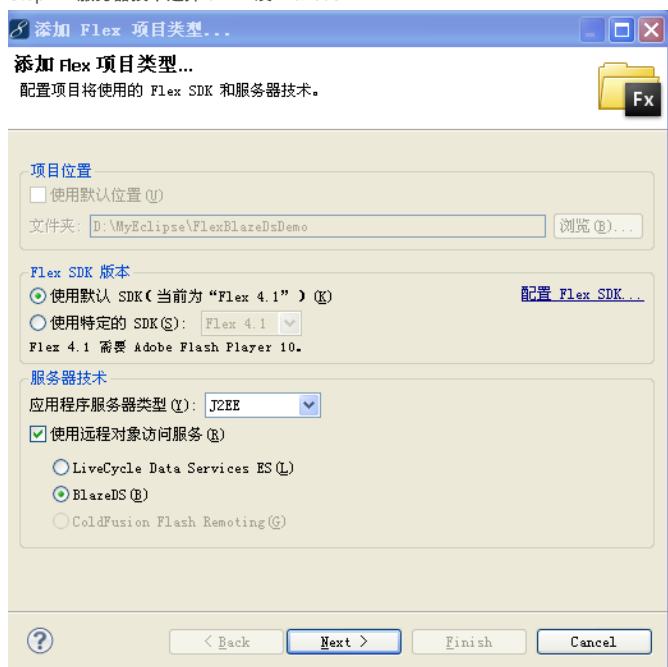 添加 Flex 项目类型...
添加 Flex 项目类型...
配置项目将使用的 Flex SDK 和服务器技术。
Fx
项目位置
使用默认位置(U)
文件夹: D:\MyEclipse\FlexBlazeDsDemo 浏览(B)...
Flex SDK 版本
使用默认 SDK(当前为“Flex 4.1”)(K) 配置 Flex SDK...
使用特定的 SDK(S): Flex 4.1
Flex 4.1 需要 Adobe Flash Player 10。
服务器技术
应用程序服务器类型(Y): J2EE
使用远程对象访问服务(R)
LiveCycle Data Services ES(L)
BlazeDS(B)
ColdFusion Flash Remoting(G)
< Back Next > Finish Cancel